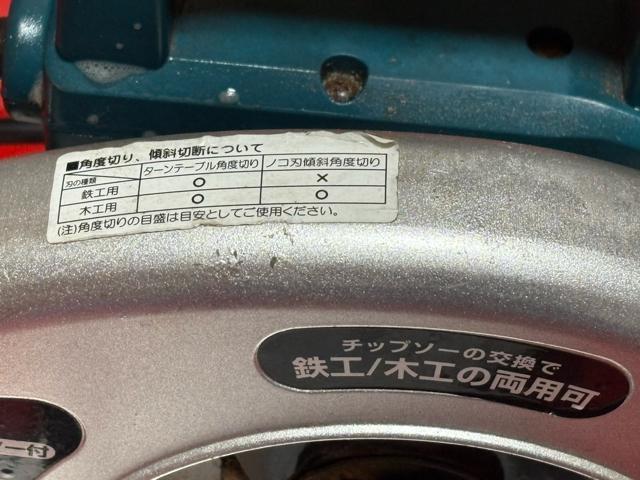 ■角度切り、傾斜切断について
刃の種類 ターンテーブル角度切り ノコ刃傾斜角度切り
鉄工用 ○ ×
木工用 ○ ○
(注)角度切りの目盛は目安としてご使用ください。
チップソーの交換で
鉄工/木工の両用可
ー付